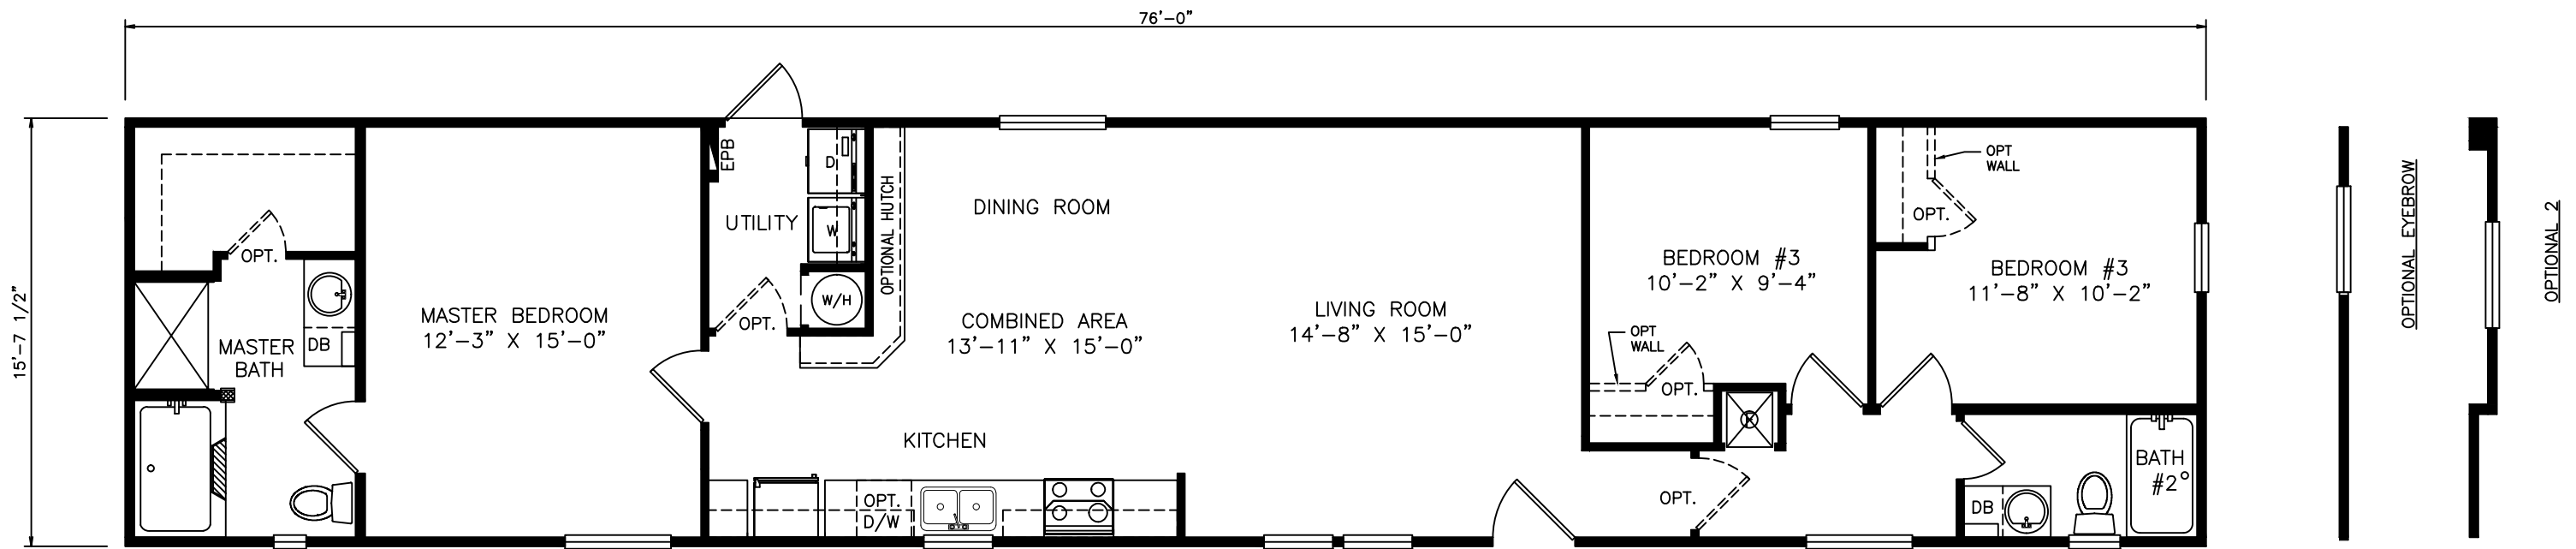 76'-0"
15'-7 1/2"
OPT.
MASTER
BATH
DB
MASTER BEDROOM
12'-3" X 15'-0"
EPB
UTILITY
D
W
W/H
OPT.
OPTIONAL HUTCH
DINING ROOM
COMBINED AREA
13'-11" X 15'-0"
KITCHEN
OPT.
D/W
LIVING ROOM
14'-8" X 15'-0"
BEDROOM #3
10'-2" X 9'-4"
OPT
WALL
OPT.
OPT.
OPT
WALL
OPT.
BEDROOM #3
11'-8" X 10'-2"
DB
BATH
#2
OPTIONAL EYEBROW
OPTIONAL 2